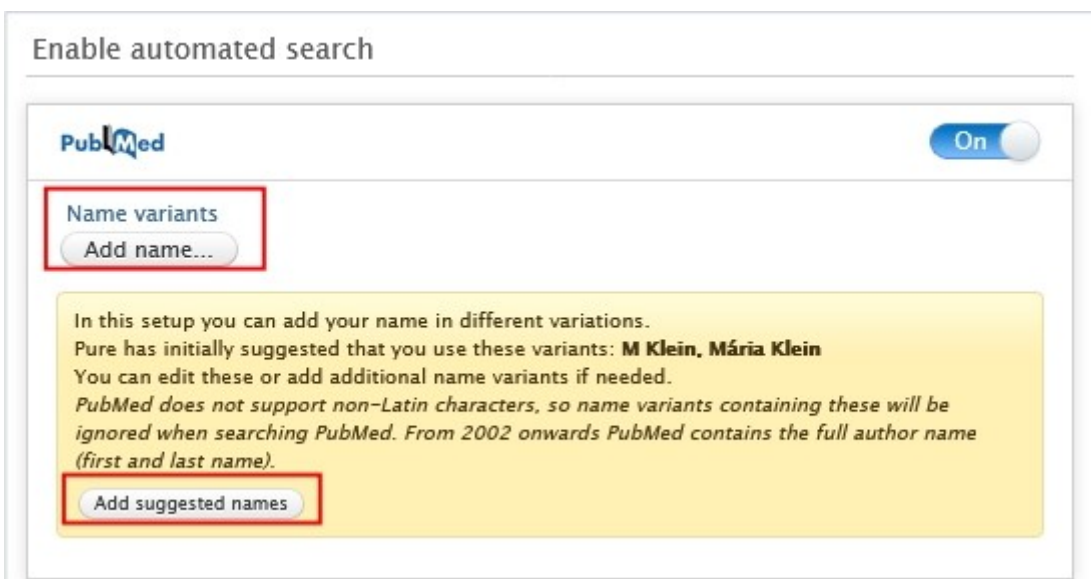 Enable automated search
PubMed
On
Name variants
Add name...
In this setup you can add your name in different variations.
Pure has initially suggested that you use these variants: M Klein, Mária Klein
You can edit these or add additional name variants if needed.
PubMed does not support non-Latin characters, so name variants containing these will be
ignored when searching PubMed. From 2002 onwards PubMed contains the full author name
(first and last name).
Add suggested names